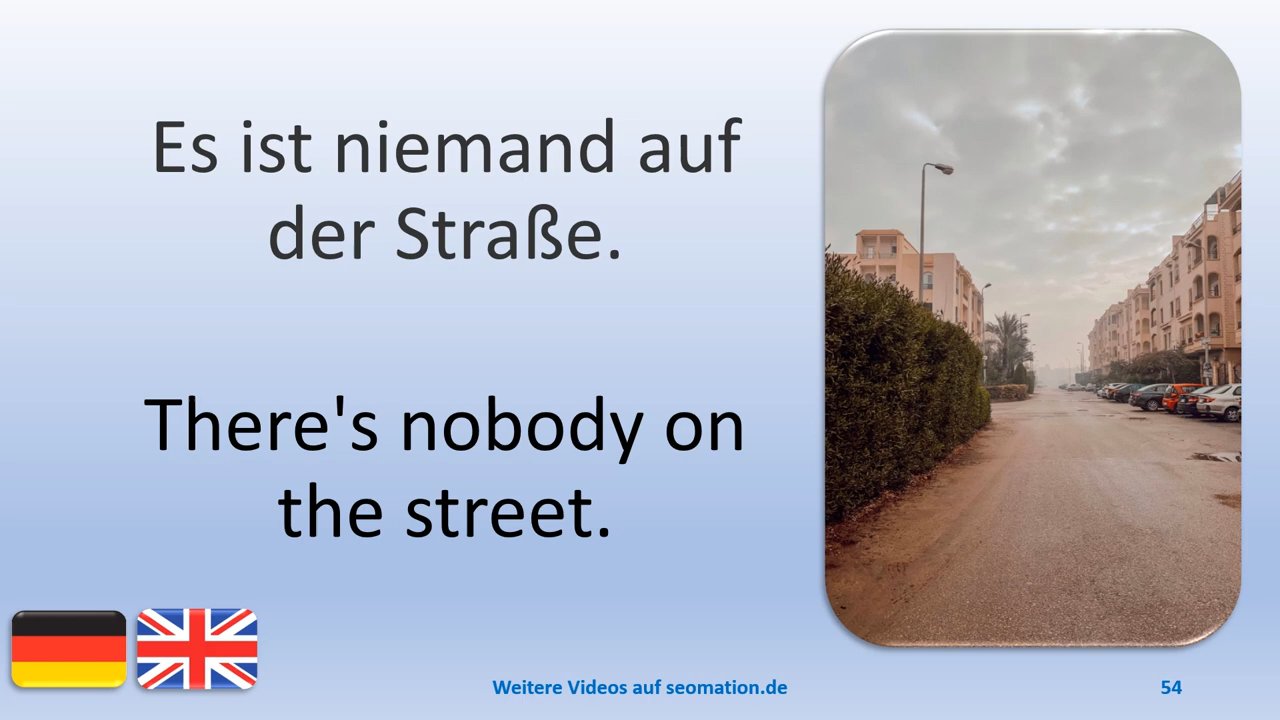 Es ist niemand auf
der Straße.
There's nobody on
the street.
Weitere Videos auf seomation.de
54